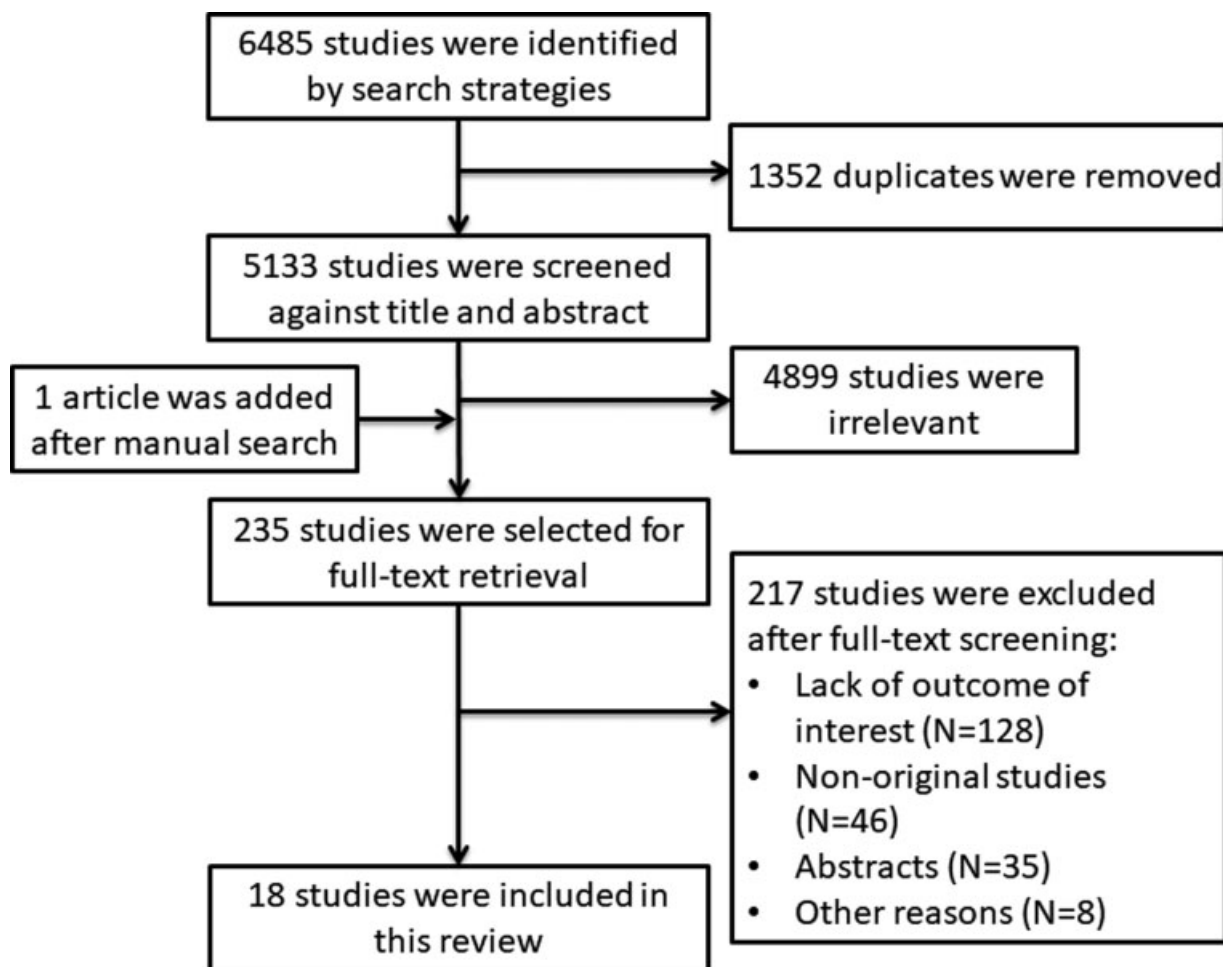 6485 studies were identified
by search strategies
1352 duplicates were removed
5133 studies were screened
against title and abstract
1 article was added
after manual search
4899 studies were
irrelevant
235 studies were selected for
full-text retrieval
217 studies were excluded
after full-text screening:
• Lack of outcome of
interest (N=128)
• Non-original studies
(N=46)
• Abstracts (N=35)
• Other reasons (N=8)
18 studies were included in
this review